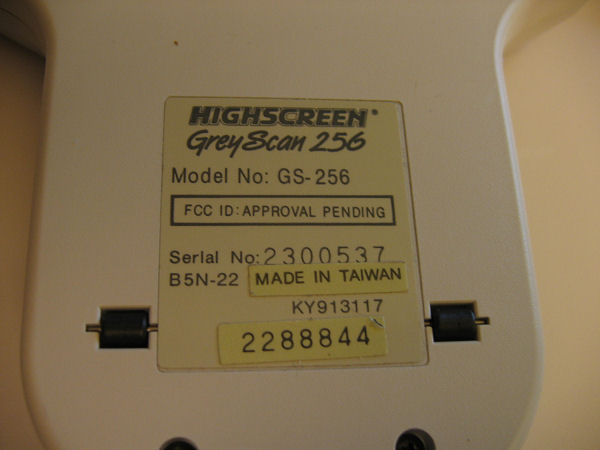 HIGHSCREEN®
GreyScan 256
Model No: GS-256
FCC ID: APPROVAL PENDING
Serial No: 2300537
B5N-22 MADE IN TAIWAN
KY913117
2288844